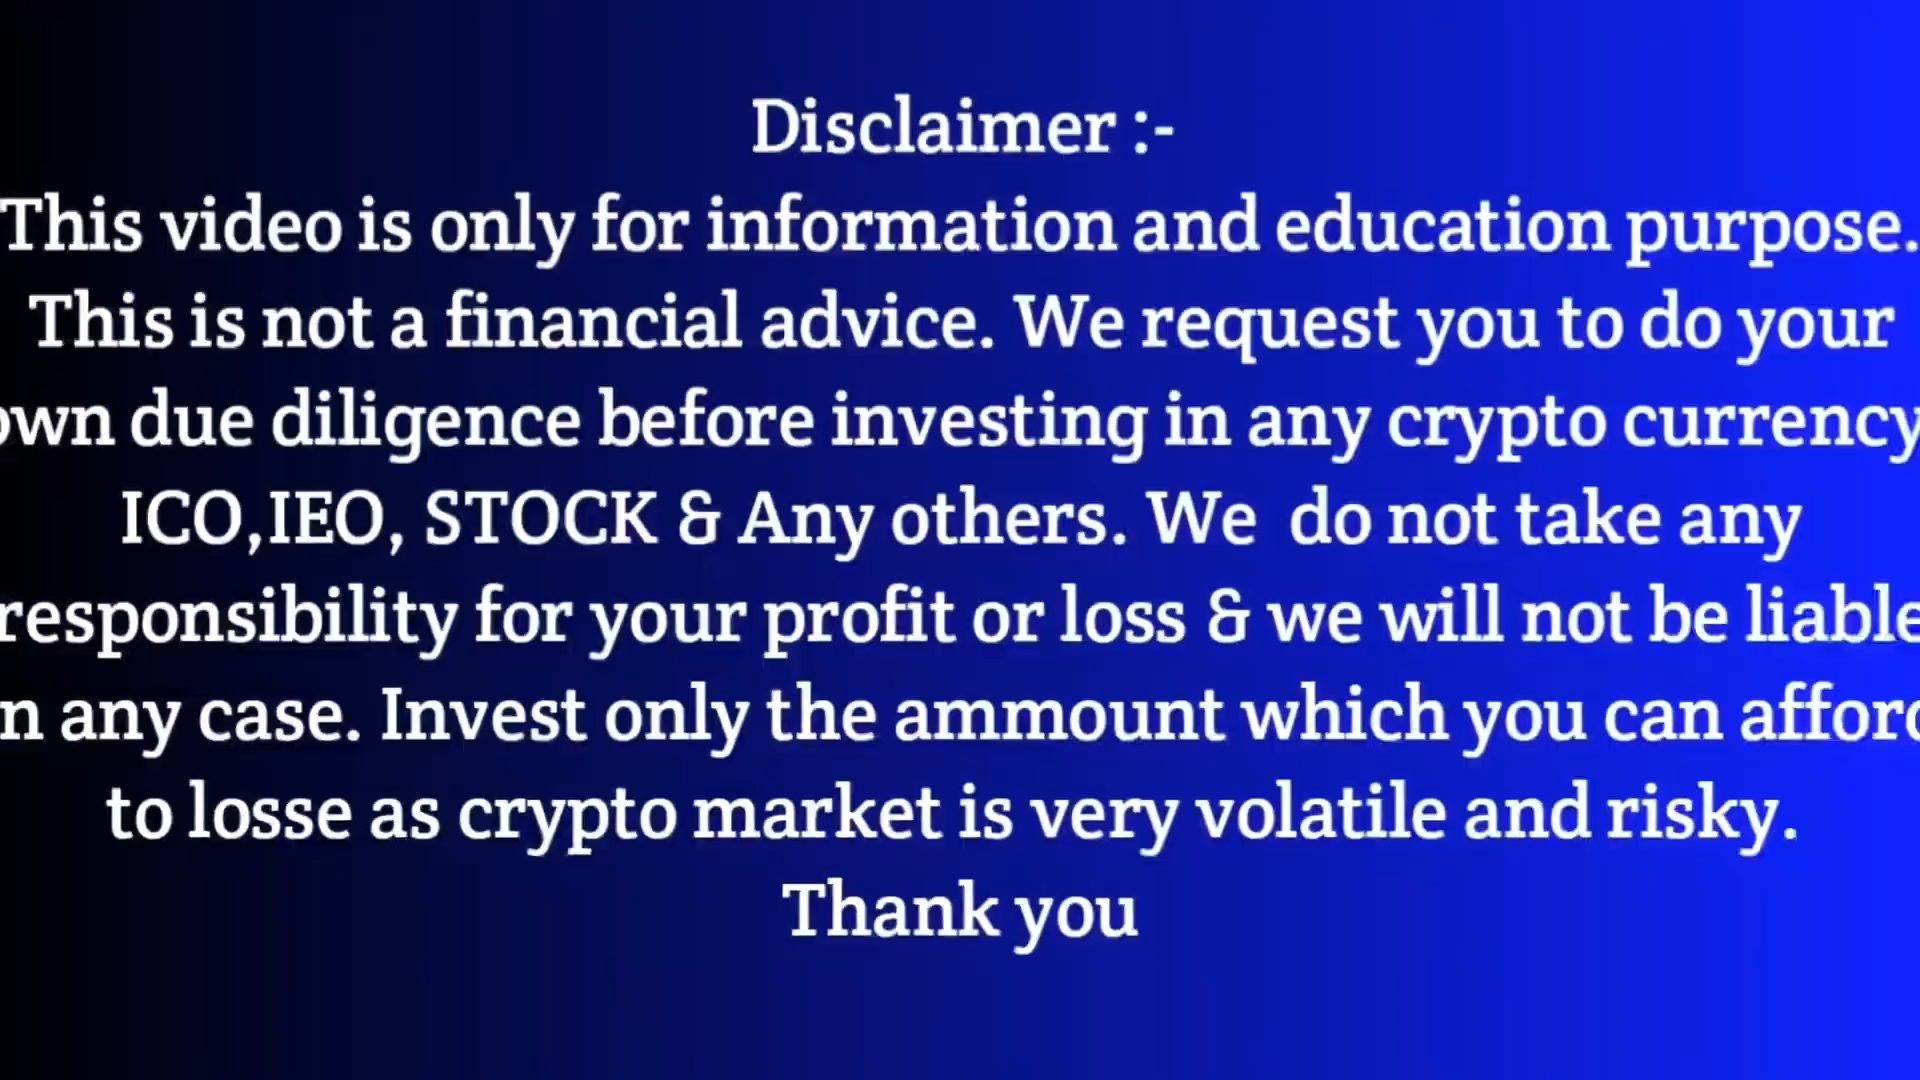 Disclaimer :-
This video is only for information and education purpose.
This is not a financial advice. We request you to do your
own due diligence before investing in any crypto currency
ICO,IEO, STOCK & Any others. We  do not take any
responsibility for your profit or loss & we will not be liable
n any case. Invest only the ammount which you can afford
to losse as crypto market is very volatile and risky.
Thank you